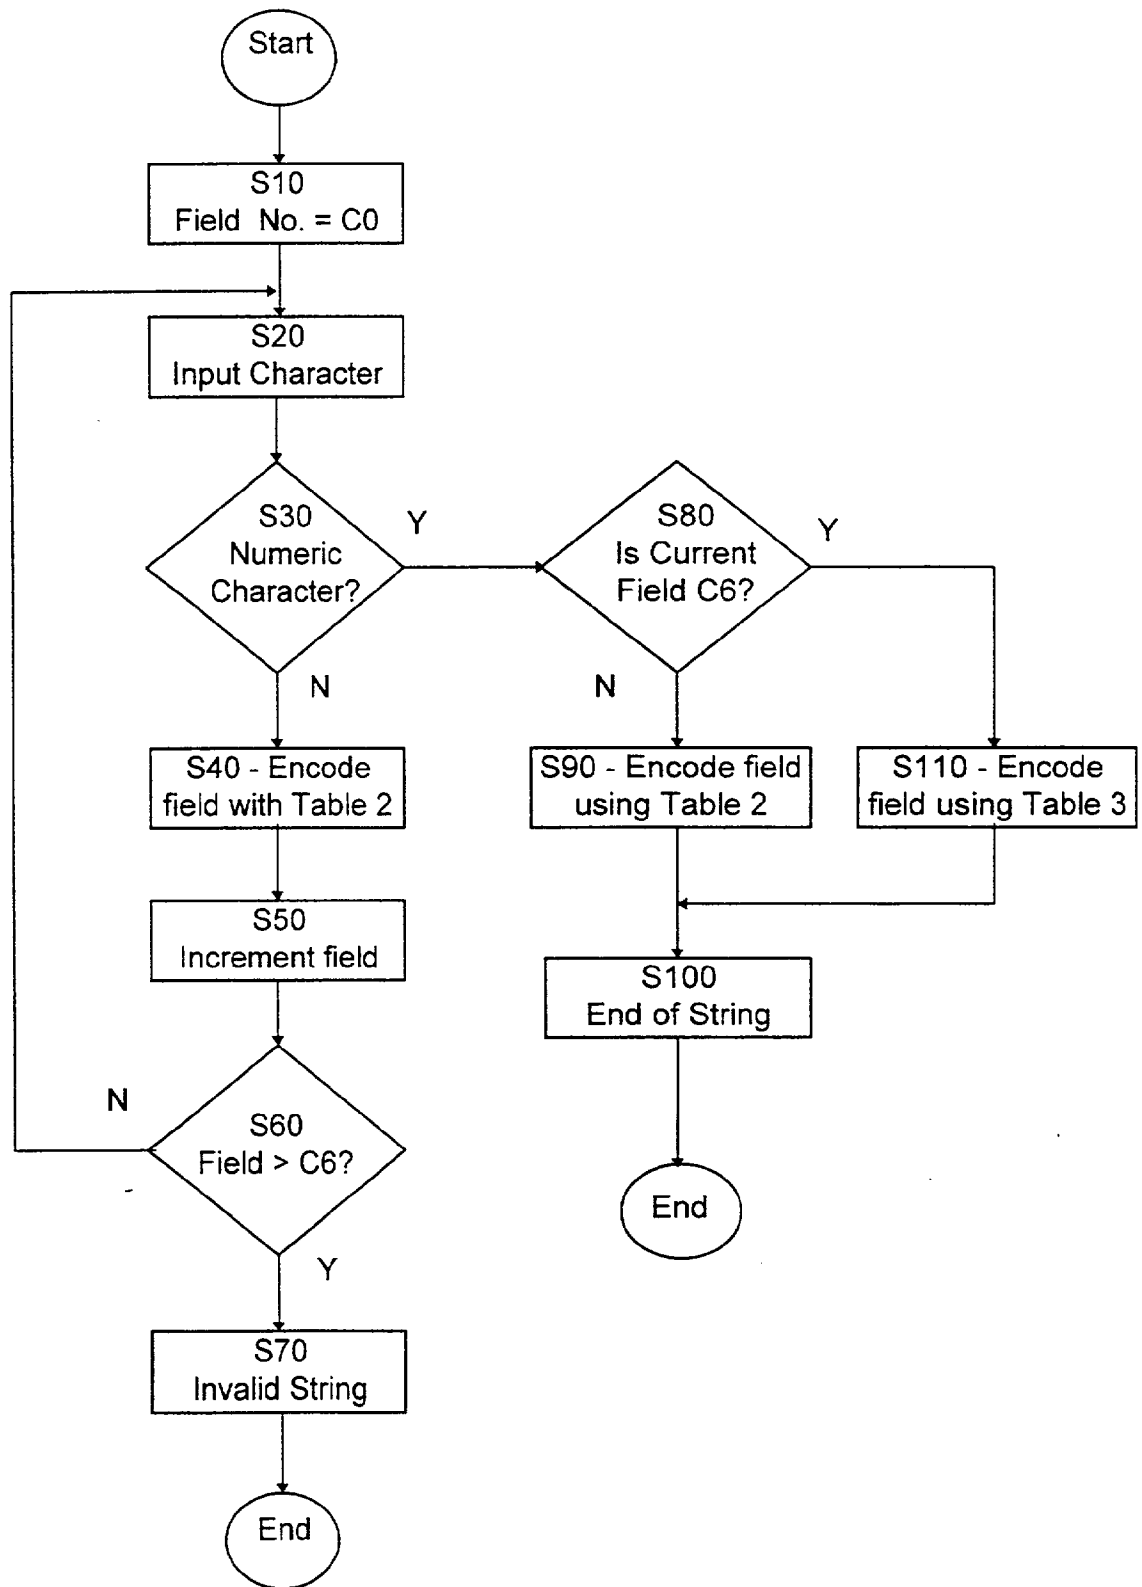 Start
S10
Field No. = C0
S20
Input Character
S30
Numeric
Character?
Y
N
S80
Is Current
Field C6?
Y
N
S40 - Encode
field with Table 2
S90 - Encode field
using Table 2
S110 - Encode
field using Table 3
S50
Increment field
S100
End of String
N
S60
Field > C6?
Y
End
S70
Invalid String
End